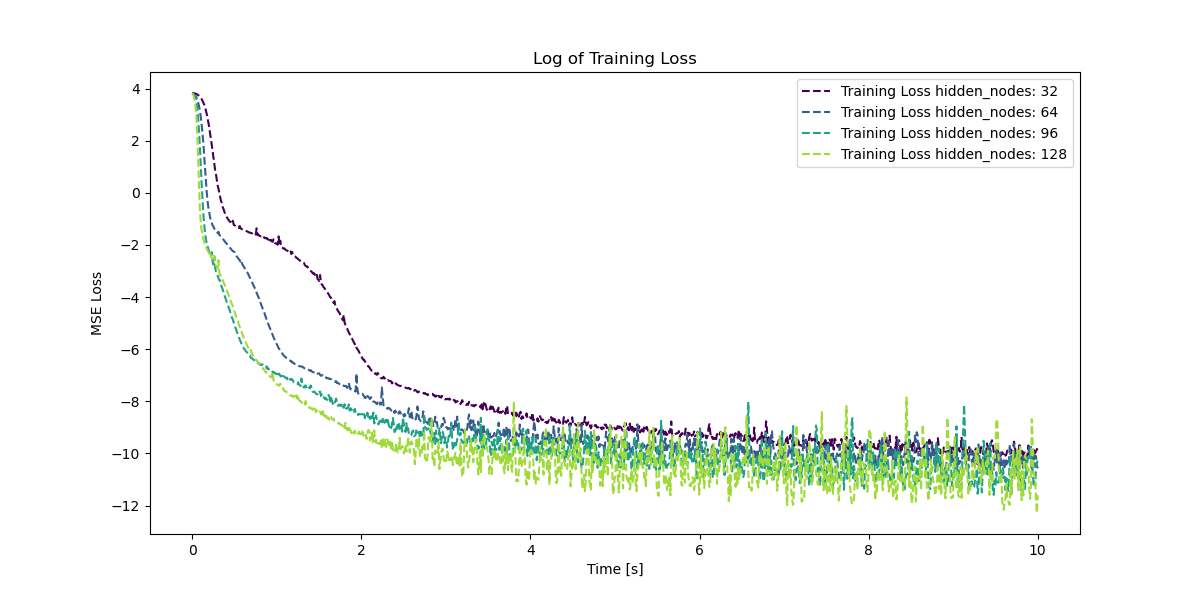 Log of Training Loss
Training Loss hidden_nodes: 32
Training Loss hidden_nodes: 64
Training Loss hidden_nodes: 96
Training Loss hidden_nodes: 128
MSE Loss
4
2
0
−2
−4
−6
−8
−10
−12
0 2 4 6 8 10
Time [s]